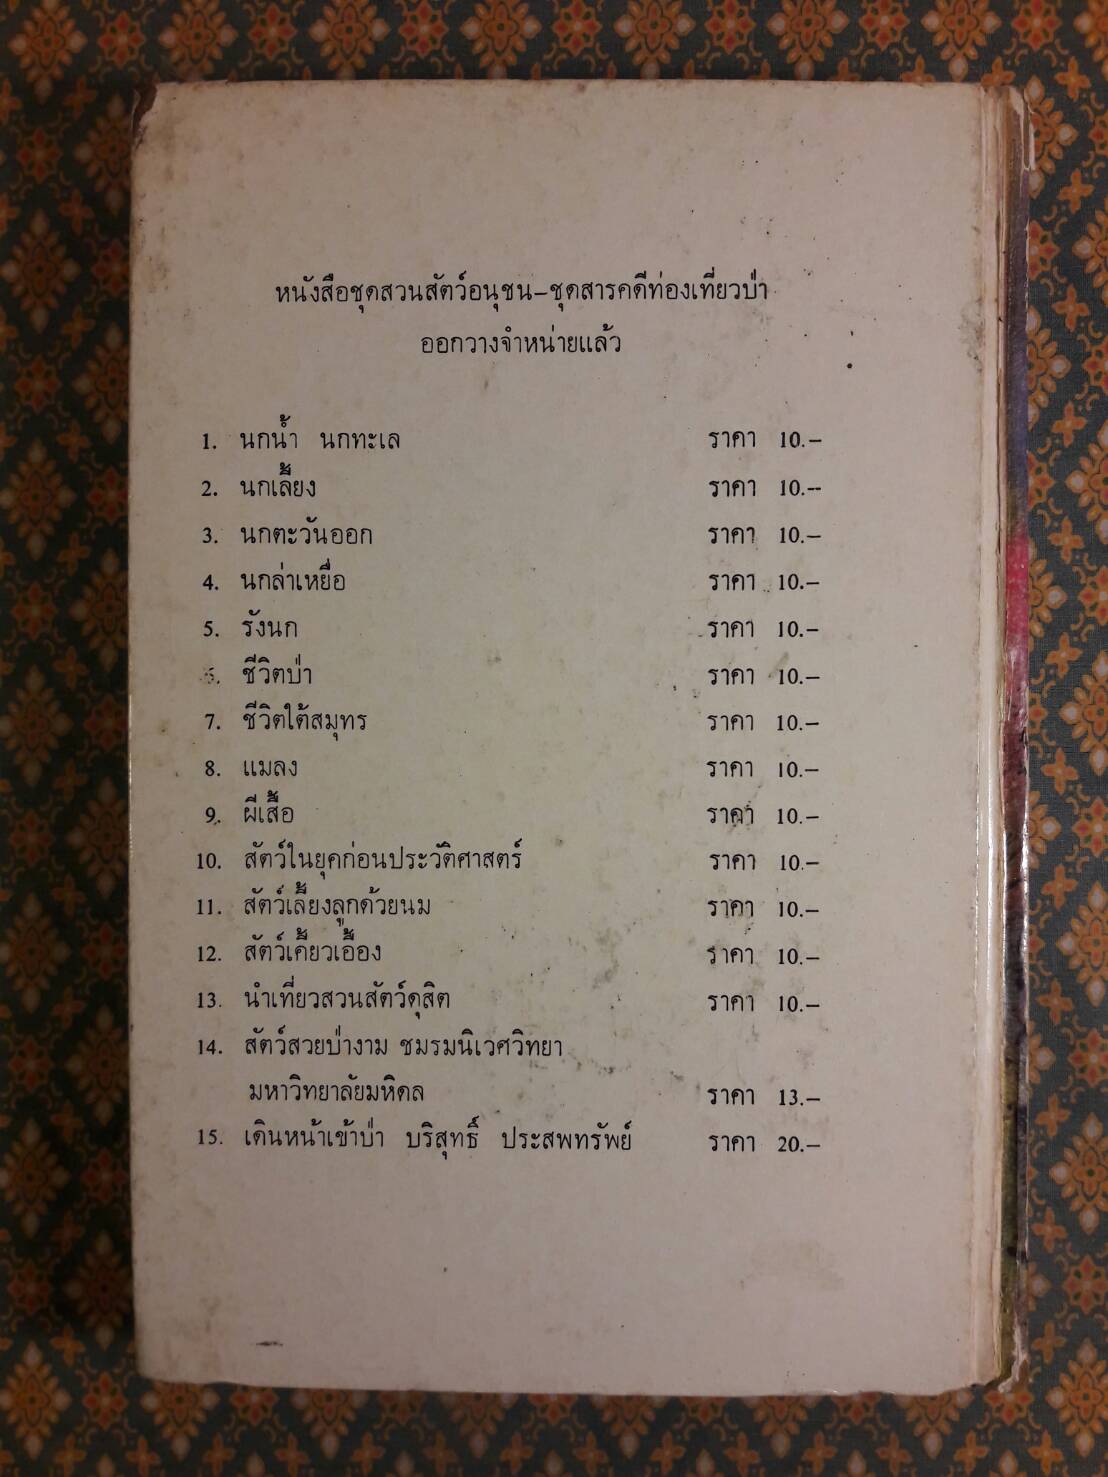 หนังสือชุดสวนสัตว์อนุชน–ชุดสารคดีท่องเที่ยวป่า
ออกวางจำหน่ายแล้ว
1. นกน้ำ นกทะเล ราคา 10.–
2. นกเลี้ยง ราคา 10.--
3. นกตะวันออก ราคา 10.–
4. นกล่าเหยื่อ ราคา 10.–
5. รังนก ราคา 10.–
6. ชีวิตป่า ราคา 10.–
7. ชีวิตใต้สมุทร ราคา 10.–
8. แมลง ราคา 10.–
9. ผีเสื้อ ราคา 10.–
10. สัตว์ในยุคก่อนประวัติศาสตร์ ราคา 10.–
11. สัตว์เลี้ยงลูกด้วยนม ราคา 10.–
12. สัตว์เคี้ยวเอื้อง ราคา 10.–
13. นำเที่ยวสวนสัตว์ดุสิต ราคา 10.–
14. สัตว์สวยป่างาม ชมรมนิเวศวิทยา
มหาวิทยาลัยมหิดล ราคา 13.–
15. เดินหน้าเข้าป่า บริสุทธิ์ ประสพทรัพย์ ราคา 20.–